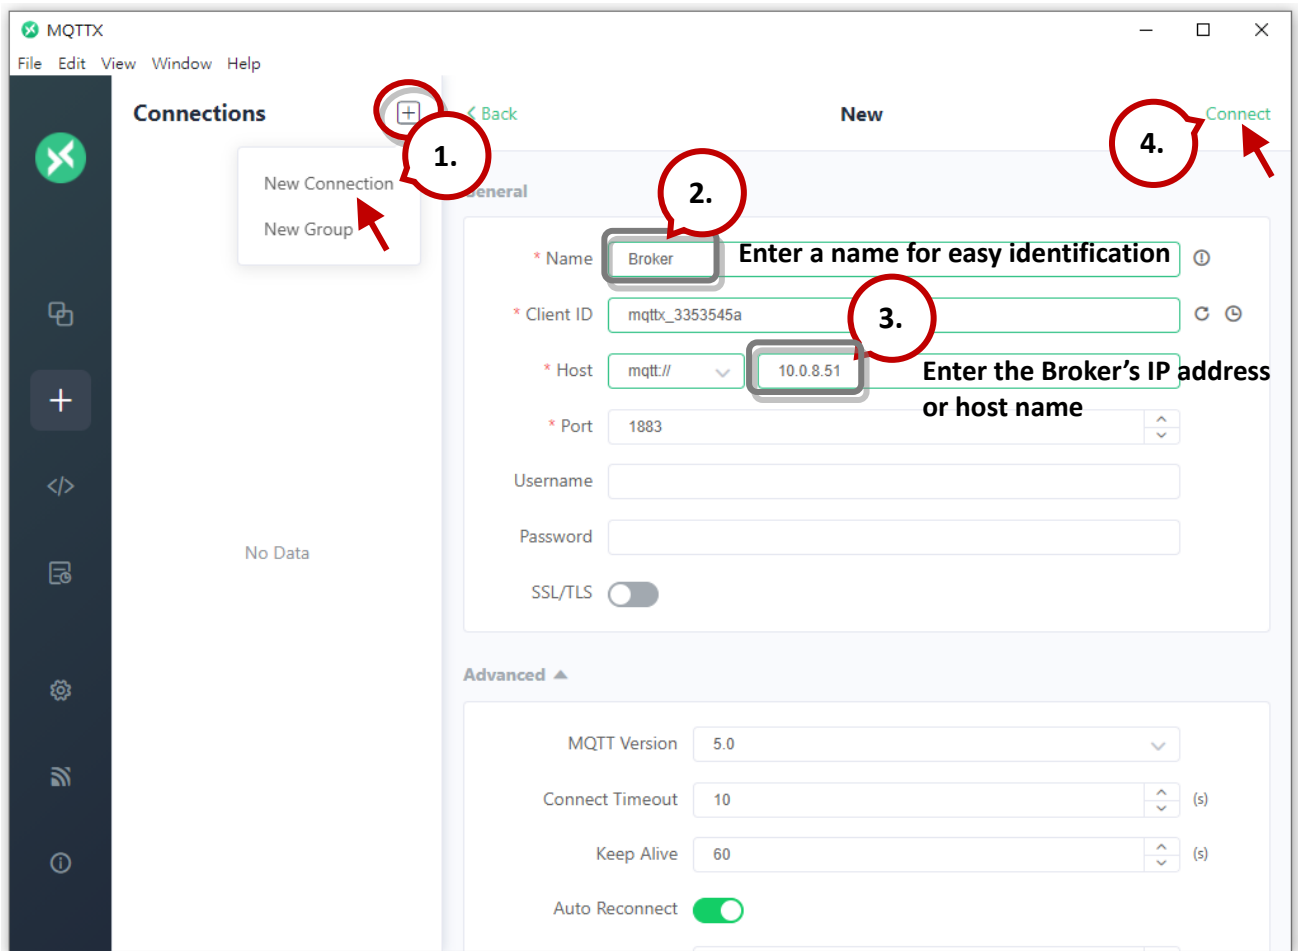 MQTTX
File Edit View Window Help
Connections
Back
New
Connect
1.
4.
New Connection
New Group
General
2.
* Name Broker Enter a name for easy identification
* Client ID mqttx_3353545a
3.
* Host mqtt:// 10.0.8.51 Enter the Broker's IP address
or host name
* Port 1883
Username
Password
No Data
SSL/TLS
Advanced
MQTT Version 5.0
Connect Timeout 10 (s)
Keep Alive 60 (s)
Auto Reconnect